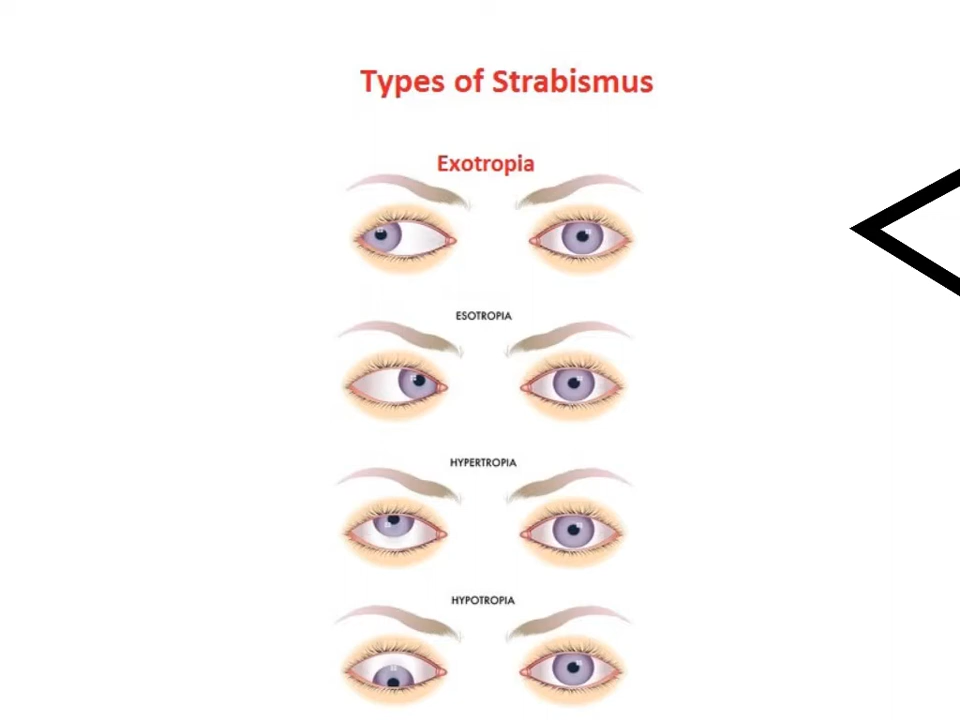 Types of Strabismus
Exotropia
ESOTROPIA
HYPERTROPIA
HYPOTROPIA